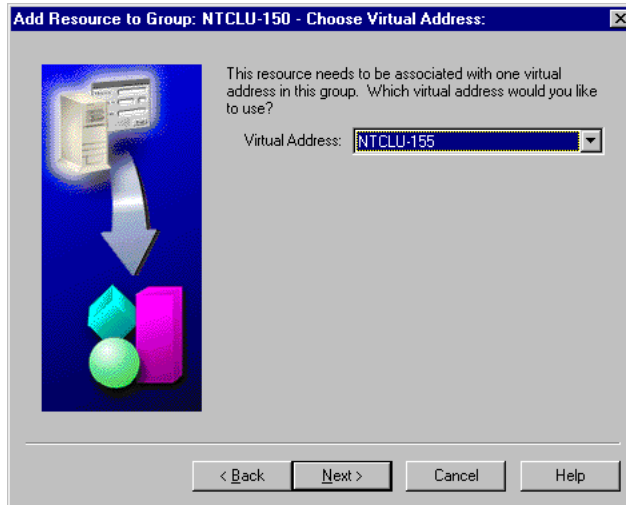 Add Resource to Group: NTCLU-150 - Choose Virtual Address:
This resource needs to be associated with one virtual
address in this group. Which virtual address would you like
to use?
Virtual Address: NTCLU-155
< Back Next > Cancel Help